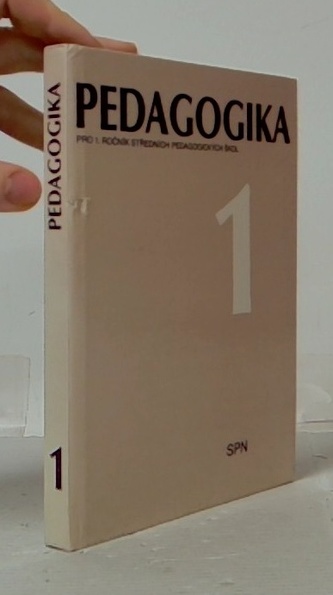 PEDAGOGIKA
PRO 1. ROČNÍK STŘEDNÍCH PEDAGOGICKÝCH ŠKOL
1
SPN
PEDAGOGIKA
1